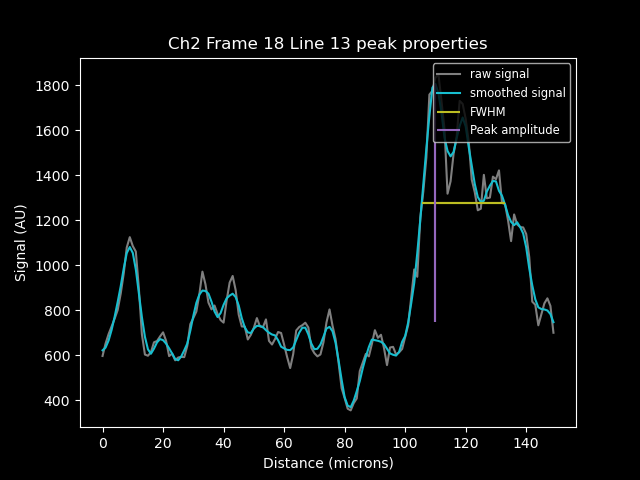 Ch2 Frame 18 Line 13 peak properties
raw signal
smoothed signal
FWHM
Peak amplitude
Signal (AU)
1800
1600
1400
1200
1000
800
600
400
0 20 40 60 80 100 120 140
Distance (microns)